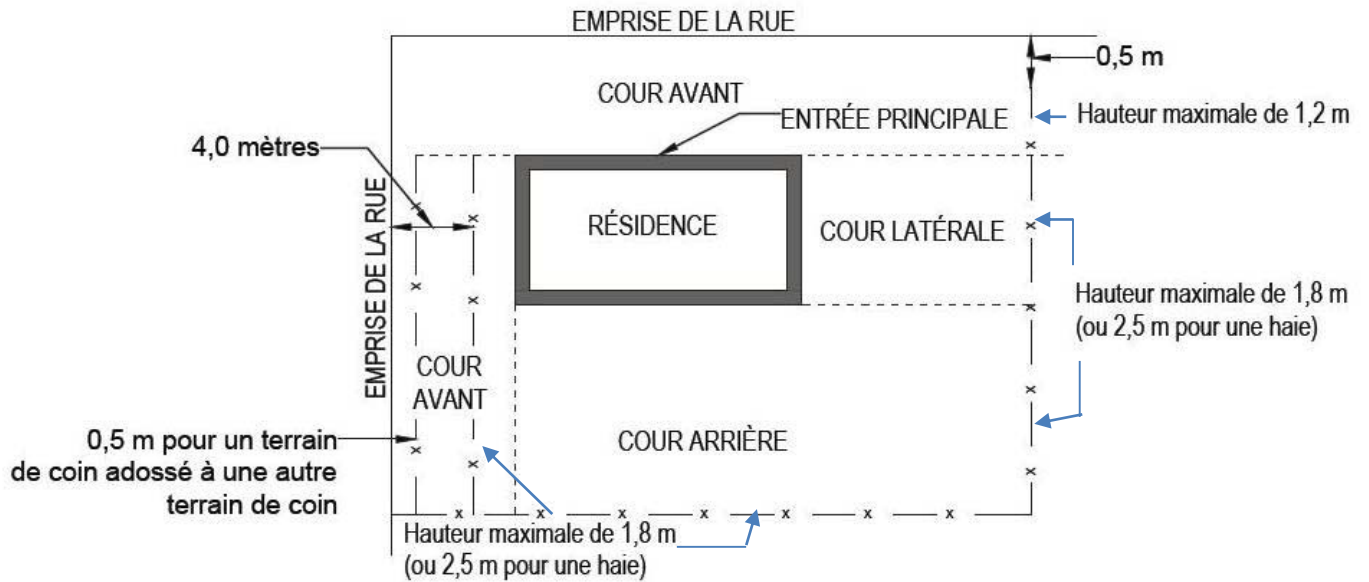 EMPRISE DE LA RUE
0,5 m
COUR AVANT
ENTRÉE PRINCIPALE
Hauteur maximale de 1,2 m
4,0 mètres
EMPRISE DE LA RUE
RÉSIDENCE
COUR LATÉRALE
Hauteur maximale de 1,8 m
(ou 2,5 m pour une haie)
COUR
AVANT
0,5 m pour un terrain
de coin adossé à une autre
terrain de coin
COUR ARRIÈRE
Hauteur maximale de 1,8 m
(ou 2,5 m pour une haie)